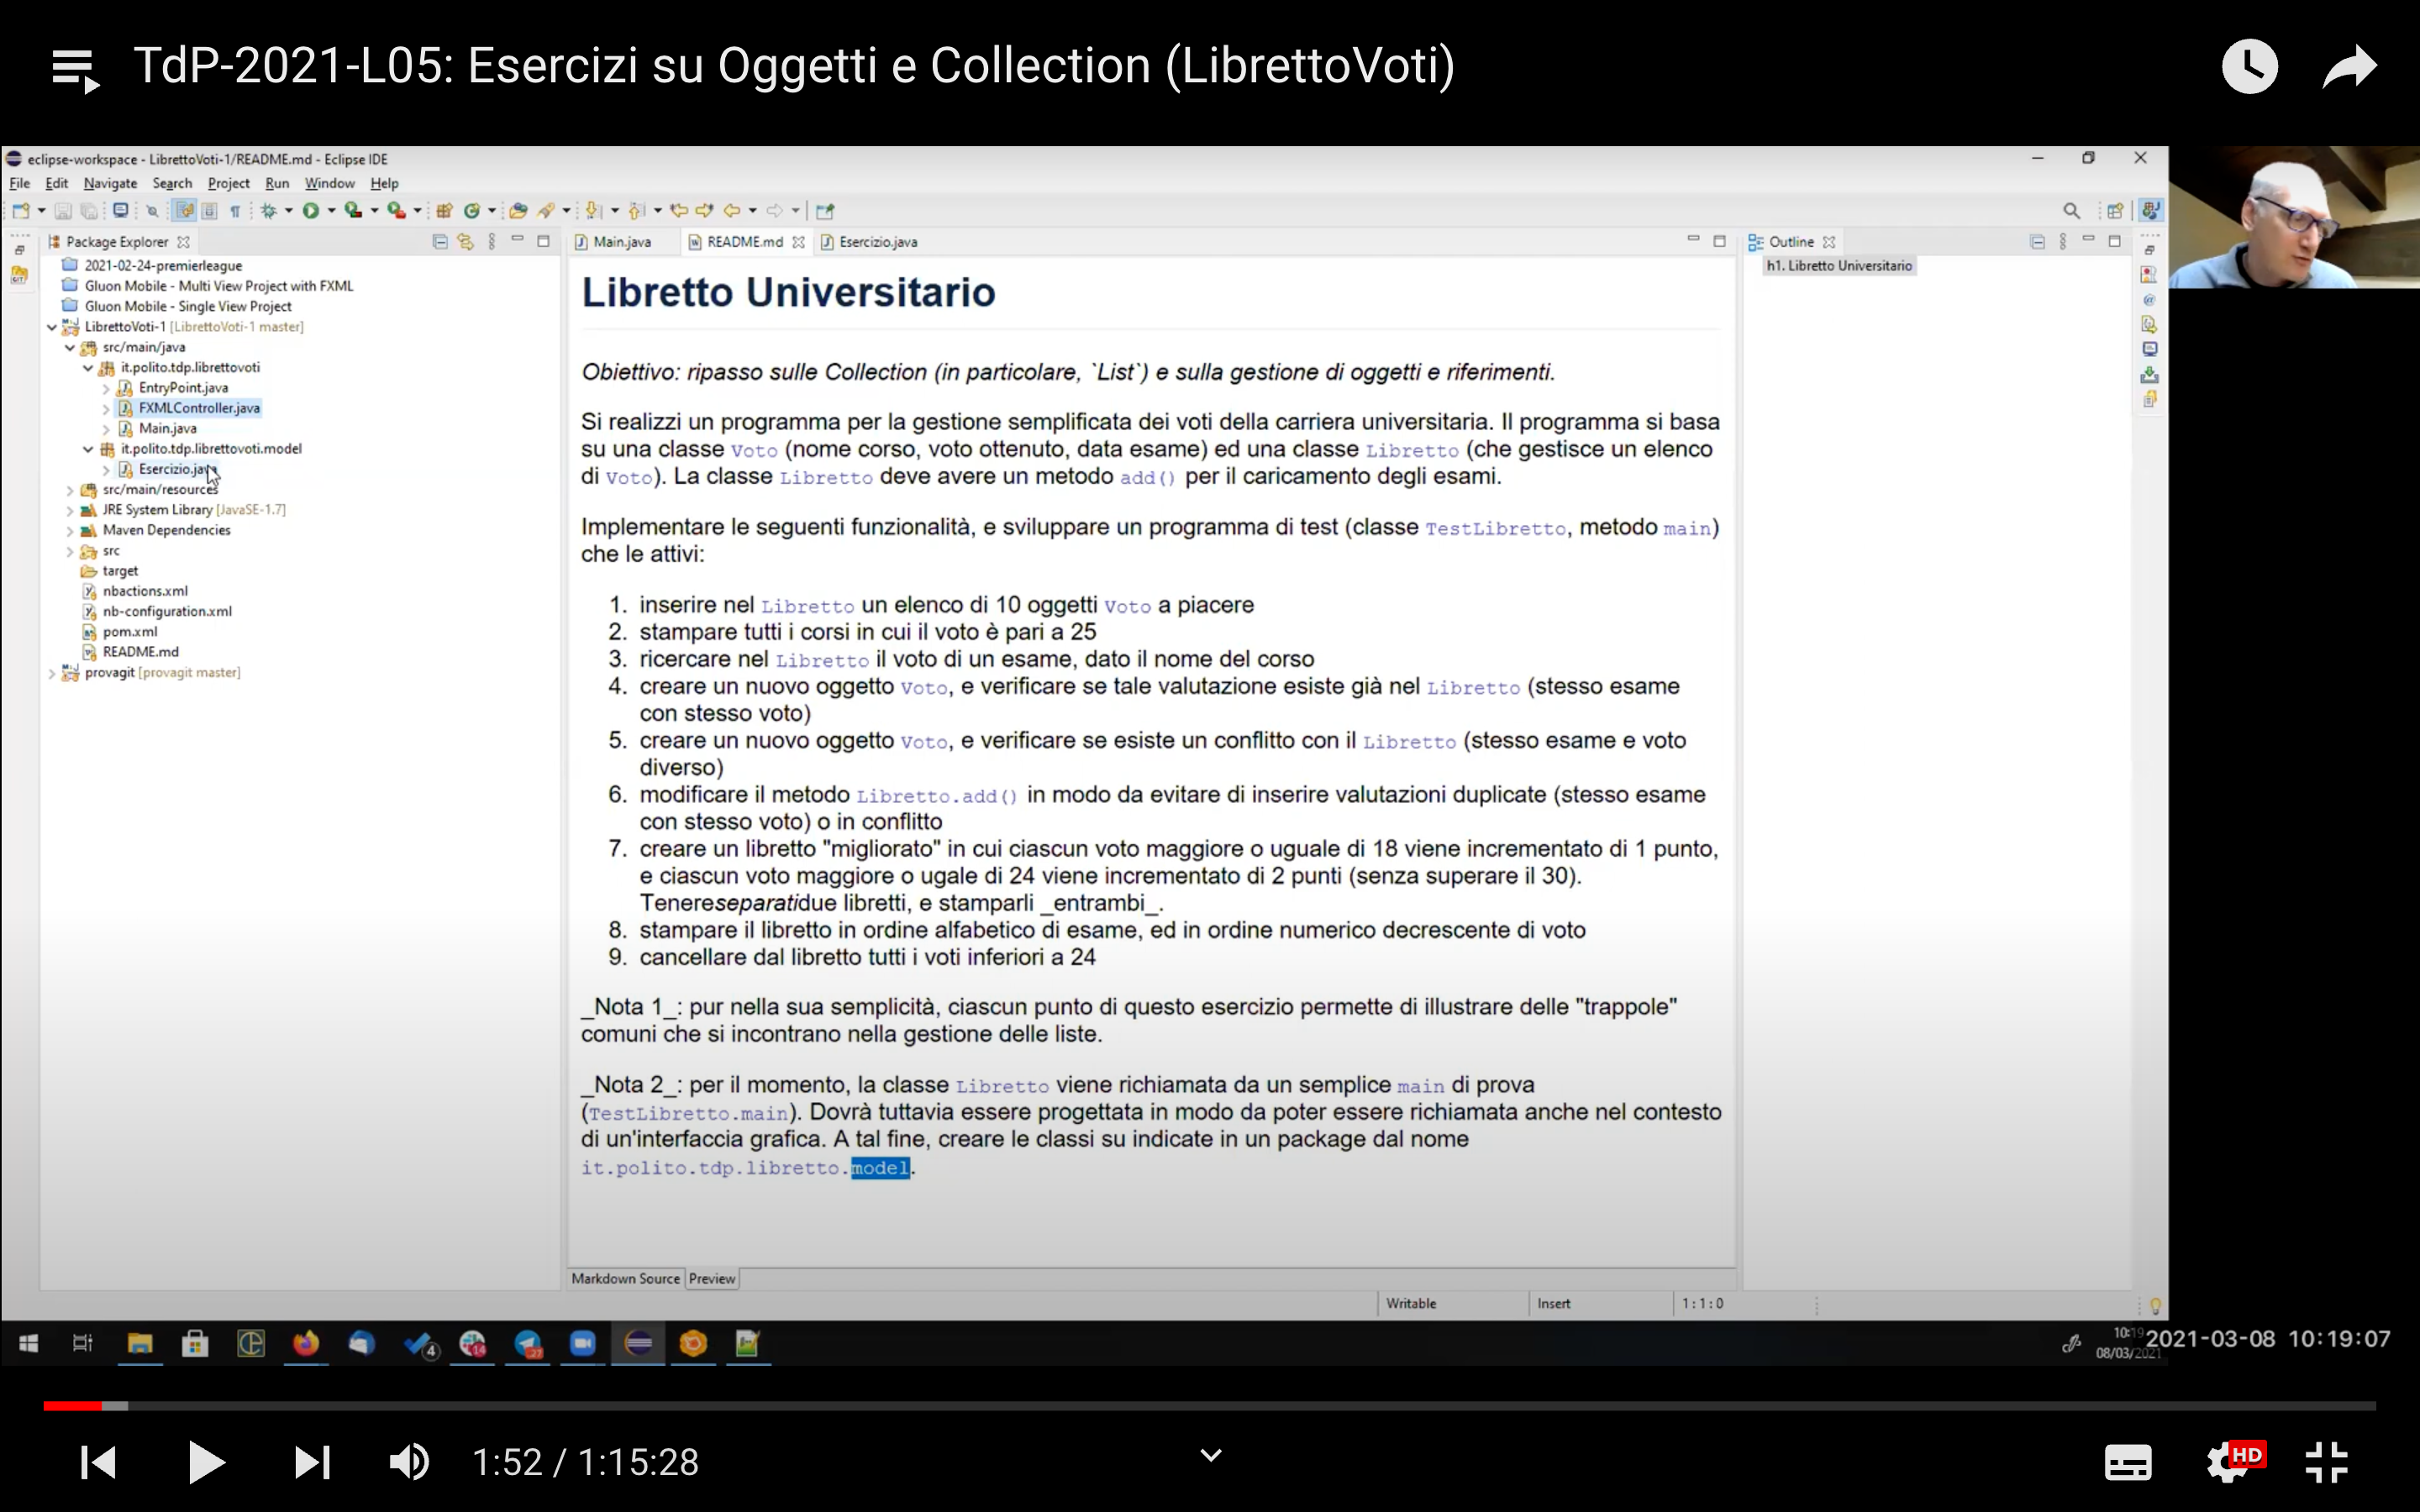 TdP-2021-L05: Esercizi su Oggetti e Collection (LibrettoVoti)
eclipse-workspace - LibrettoVoti-1/README.md - Eclipse IDE
File Edit Navigate Search Project Run Window Help
Package Explorer
2021-02-24-premierleague
Gluon Mobile - Multi View Project with FXML
Gluon Mobile - Single View Project
LibrettoVoti-1 [LibrettoVoti-1 master]
src/main/java
it.polito.tdp.librettovoti
EntryPoint.java
FXMLController.java
Main.java
it.polito.tdp.librettovoti.model
Esercizio.java
src/main/resources
JRE System Library [JavaSE-1.7]
Maven Dependencies
src
target
nbactions.xml
nb-configuration.xml
pom.xml
README.md
provagit [provagit master]
Main.java README.md Esercizio.java
Libretto Universitario
Obiettivo: ripasso sulle Collection (in particolare, `List`) e sulla gestione di oggetti e riferimenti.
Si realizzi un programma per la gestione semplificata dei voti della carriera universitaria. Il programma si basa
su una classe Voto (nome corso, voto ottenuto, data esame) ed una classe Libretto (che gestisce un elenco
di Voto). La classe Libretto deve avere un metodo add() per il caricamento degli esami.
Implementare le seguenti funzionalità, e sviluppare un programma di test (classe TestLibretto, metodo main)
che le attivi:
1. inserire nel Libretto un elenco di 10 oggetti Voto a piacere
2. stampare tutti i corsi in cui il voto è pari a 25
3. ricercare nel Libretto il voto di un esame, dato il nome del corso
4. creare un nuovo oggetto Voto, e verificare se tale valutazione esiste già nel Libretto (stesso esame
con stesso voto)
5. creare un nuovo oggetto Voto, e verificare se esiste un conflitto con il Libretto (stesso esame e voto
diverso)
6. modificare il metodo Libretto.add() in modo da evitare di inserire valutazioni duplicate (stesso esame
con stesso voto) o in conflitto
7. creare un libretto "migliorato" in cui ciascun voto maggiore o uguale di 18 viene incrementato di 1 punto,
e ciascun voto maggiore o ugale di 24 viene incrementato di 2 punti (senza superare il 30).
Tenereseparatidue libretti, e stamparli _entrambi_.
8. stampare il libretto in ordine alfabetico di esame, ed in ordine numerico decrescente di voto
9. cancellare dal libretto tutti i voti inferiori a 24
_Nota 1_: pur nella sua semplicità, ciascun punto di questo esercizio permette di illustrare delle "trappole"
comuni che si incontrano nella gestione delle liste.
_Nota 2_: per il momento, la classe Libretto viene richiamata da un semplice main di prova
(TestLibretto.main). Dovrà tuttavia essere progettata in modo da poter essere richiamata anche nel contesto
di un'interfaccia grafica. A tal fine, creare le classi su indicate in un package dal nome
it.polito.tdp.libretto.model.
Markdown Source Preview
Outline
h1. Libretto Universitario
Writable Insert 1:1:0
4
14
27
10:19
08/03/2021
2021-03-08 10:19:07
1:52 / 1:15:28
HD